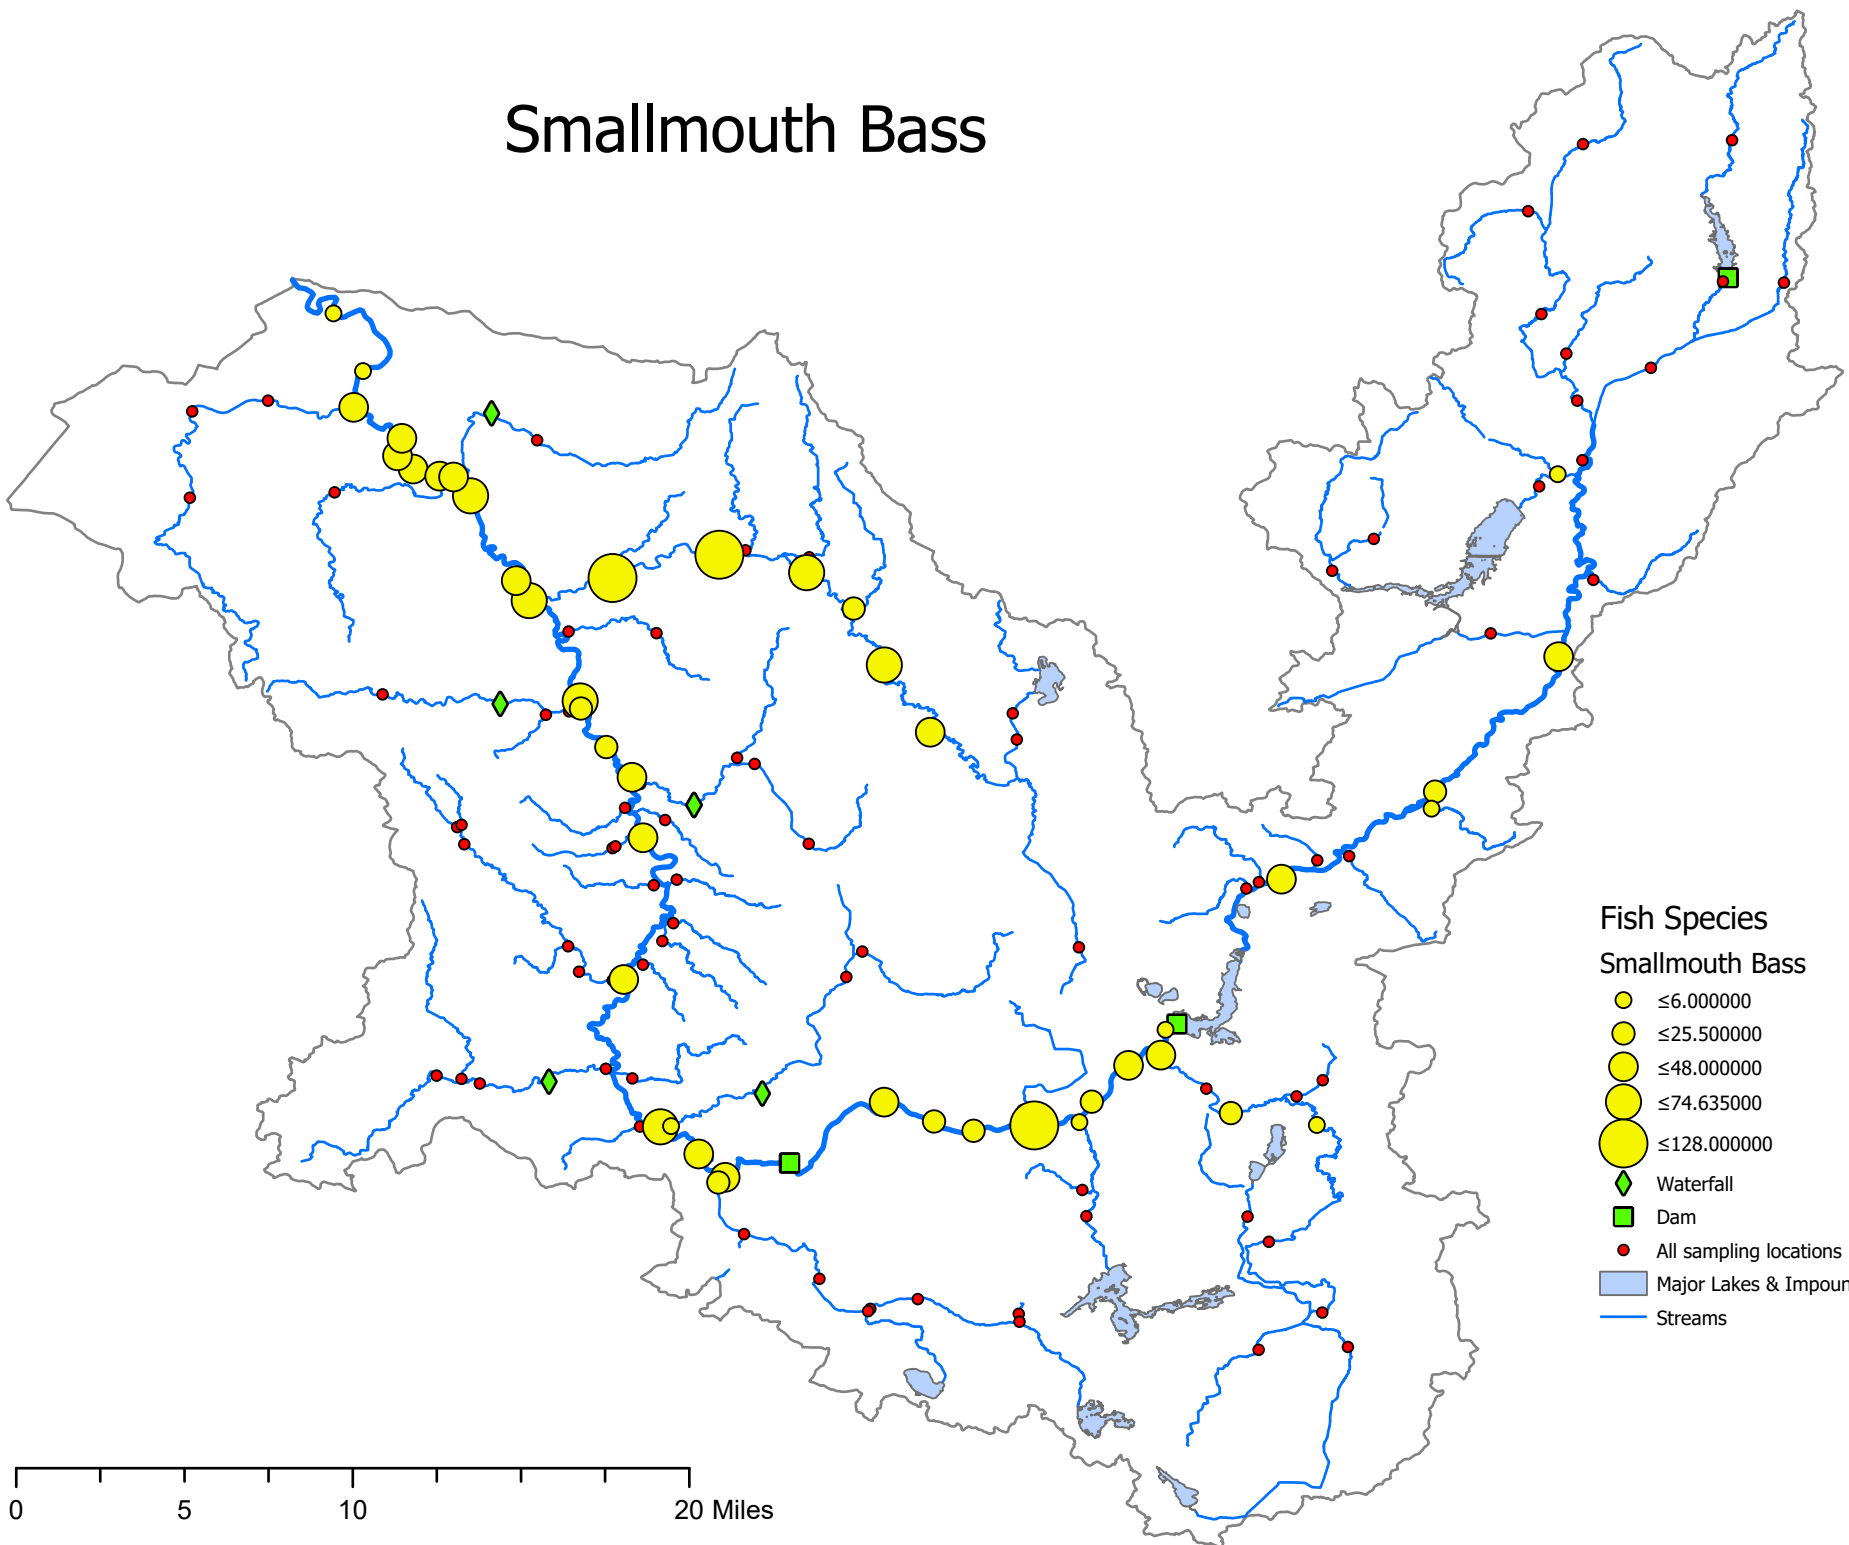 Smallmouth Bass
Fish Species
Smallmouth Bass
≤6.000000
≤25.500000
≤48.000000
≤74.635000
≤128.000000
Waterfall
Dam
All sampling locations
Major Lakes & Impoun
Streams
0 5 10 20 Miles